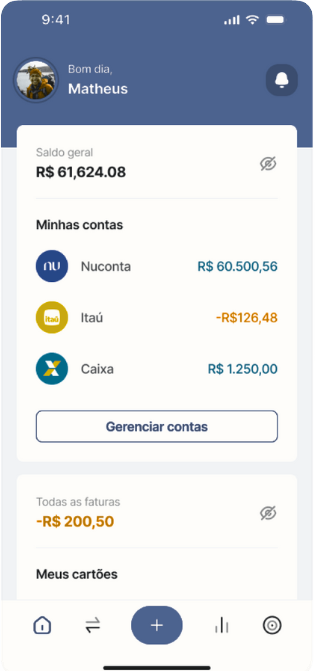 9:41
Bom dia,
Matheus
Saldo geral
R$ 61,624.08
Minhas contas
nu Nuconta R$ 60.500,56
Itaú Itaú -R$126,48
Caixa R$ 1.250,00
Gerenciar contas
Todas as faturas
-R$ 200,50
Meus cartões